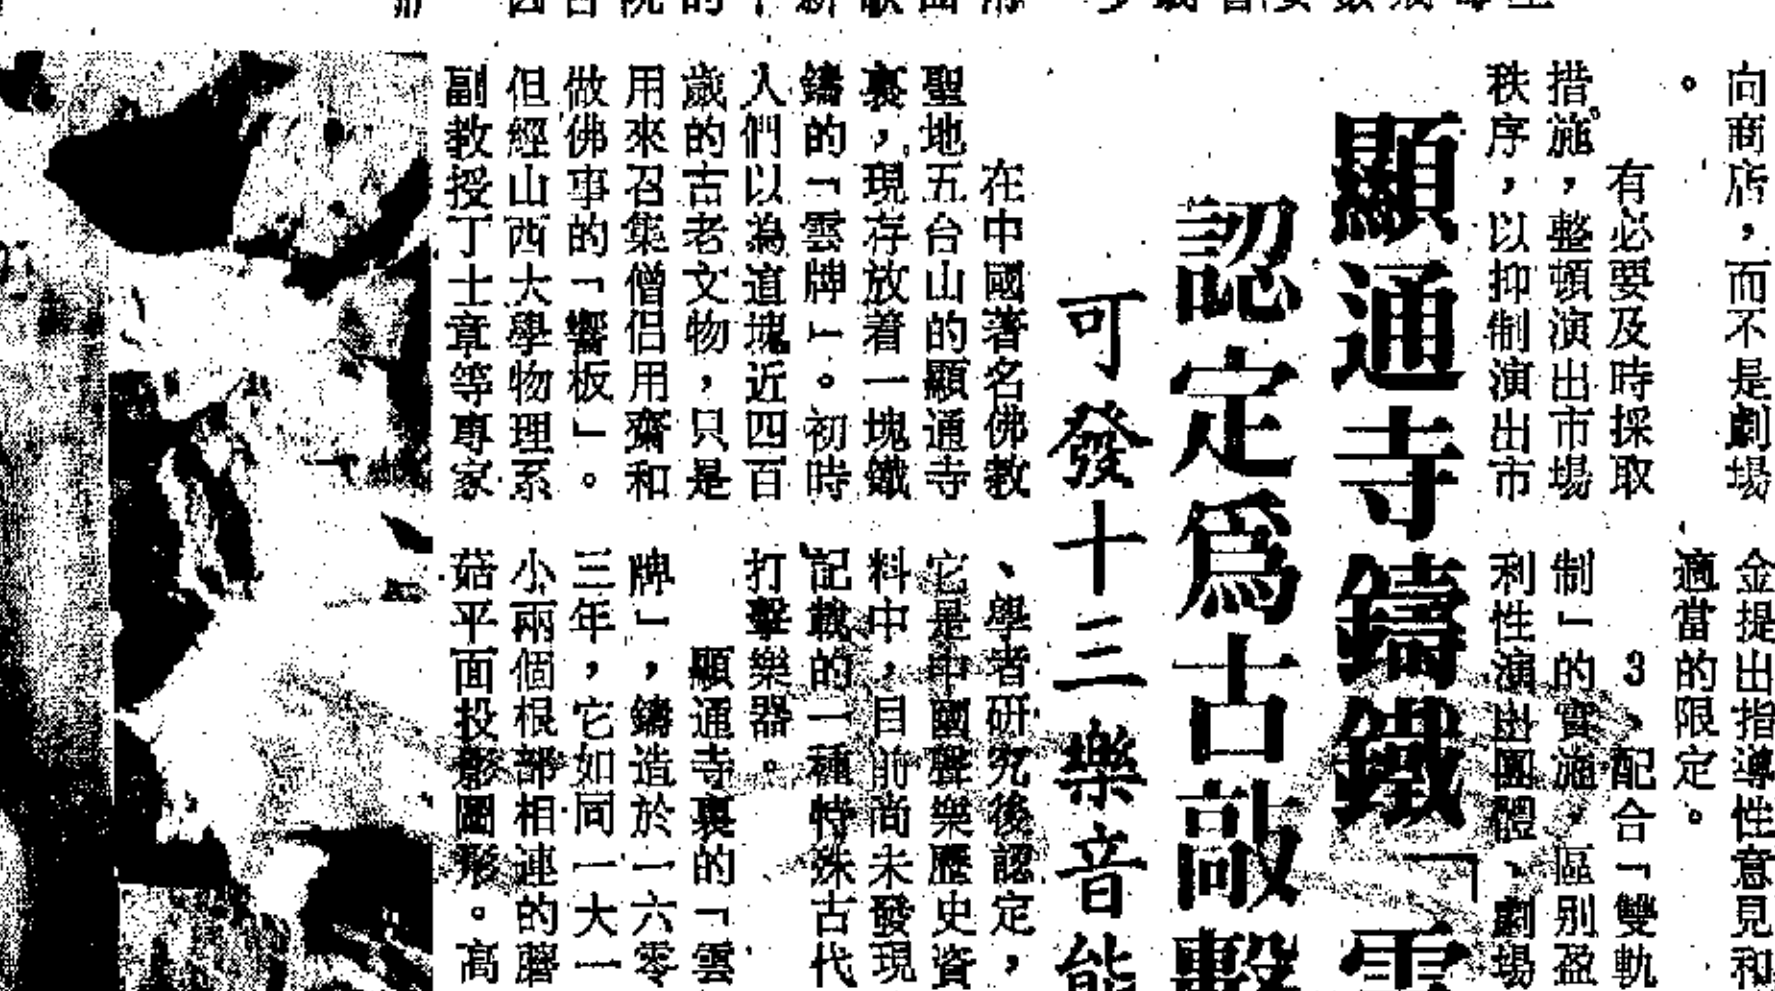 向商店，而不是劇場
。
有必要及時採取
措施，整頓演出市場
秩序，以抑制演出市
金提出指導性意見和
適當的限定。
3、配合「雙軌
制」的實施，區別盈
利性演出團體、劇場
顯通寺鑄鐵「雲
認定爲古敲擊
可發十三樂音能
在中國著名佛教
聖地五台山的顯通寺
裏，現存放着一塊鐵
鑄的「雲牌」。初時
人們以為這塊近四百
歲的古老文物，只是
用來召集僧侣用齋和
做佛事的「響板」。
但經山西大學物理系
副教授丁士章等專家
、學者研究後認定，
它是中國聲樂歷史資
料中，目前尚未發現
記載的一種特殊古代
打擊樂器。
顯通寺裏的「雲
牌」，鑄造於一六零
三年，它如同一大一
小兩個根部相連的蘑
菇平面投影圖形。高